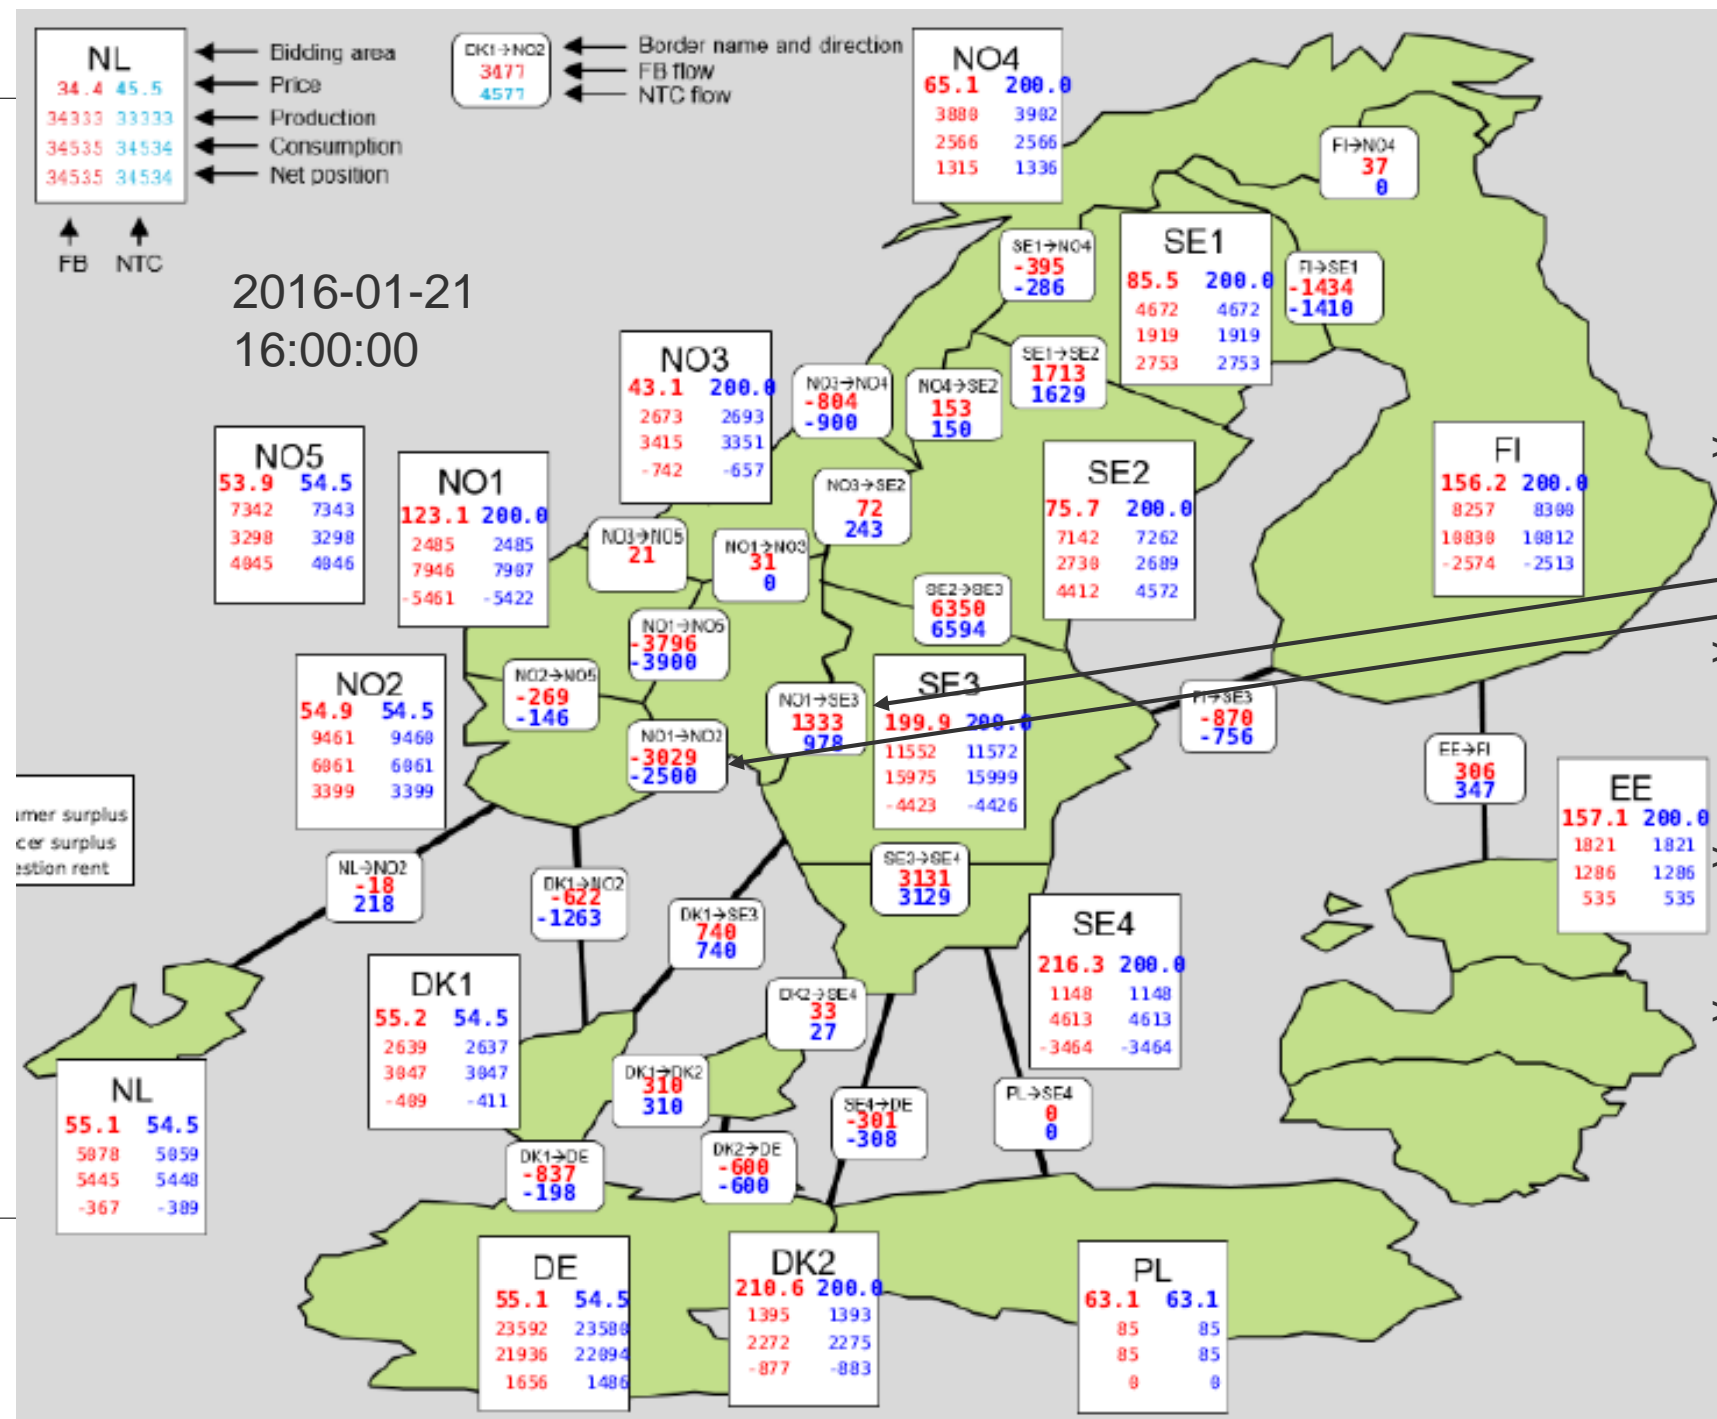 NL
34.4 45.5
34333 33333
34535 34534
34535 34534
Bidding area
Price
Production
Consumption
Net position
FB NTC
DK1→NO2
3477
4577
Border name and direction
FB flow
NTC flow
2016-01-21
16:00:00
NO4
65.1 200.0
3880 3902
2566 2566
1315 1336
FI→NO4
37
0
SE1→NO4
-395
-286
SE1
85.5 200.0
4672 4672
1919 1919
2753 2753
FI→SE1
-1434
-1410
NO3
43.1 200.0
2673 2693
3415 3351
-742 -657
NO3→NO4
-804
-900
NO4→SE2
153
150
SE1→SE2
1713
1629
NO5
53.9 54.5
7342 7343
3298 3298
4045 4046
NO1
123.1 200.0
2485 2485
7946 7907
-5461 -5422
NO3→SE2
72
243
SE2
75.7 200.0
7142 7262
2730 2689
4412 4572
FI
156.2 200.0
8257 8300
10830 10812
-2574 -2513
NO3→NO5
21
NO1→NO3
31
0
SE2→SE3
6350
6594
NO1→NO5
-3796
-3900
NO2
54.9 54.5
9461 9460
6061 6061
3399 3399
NO2→NO5
-269
-146
NO1→SE3
1333
978
SE3
199.9 200.0
11552 11572
15975 15999
-4423 -4426
FI→SE3
-870
-756
NO1→NO2
-3029
-2500
EE→FI
306
347
EE
157.1 200.0
1821 1821
1286 1286
535 535
umer surplus
cer surplus
estion rent
NL→NO2
-18
218
DK1→NO2
-622
-1263
DK1→SE3
740
740
SE3→SE4
3131
3129
SE4
216.3 200.0
1148 1148
4613 4613
-3464 -3464
DK1
55.2 54.5
2639 2637
3047 3047
-409 -411
DK2→SE4
33
27
NL
55.1 54.5
5078 5059
5445 5448
-367 -389
DK1→DK2
310
310
SE4→DE
-301
-308
PL→SE4
0
0
DK1→DE
-837
-198
DK2→DE
-600
-600
DE
55.1 54.5
23592 23580
21936 22094
1656 1486
DK2
210.6 200.0
1395 1393
2272 2275
-877 -883
PL
63.1 63.1
85 85
85 85
0 0